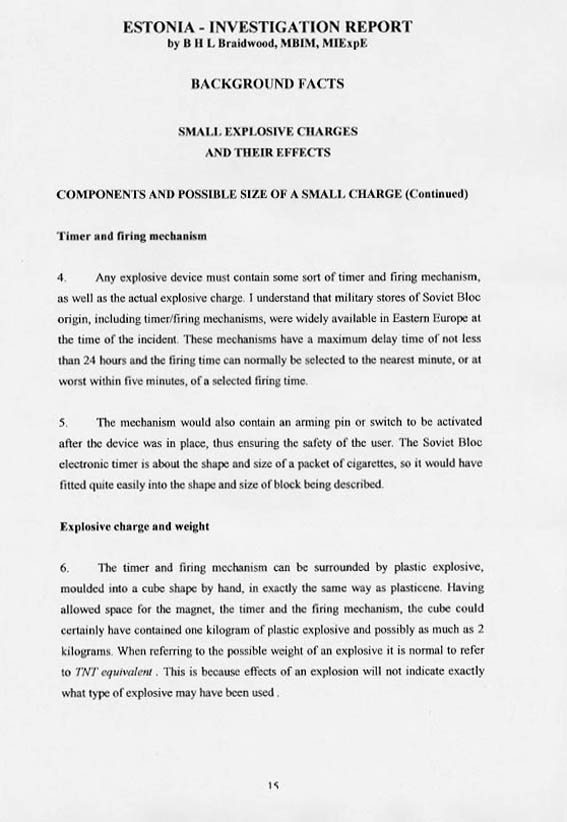 ESTONIA - INVESTIGATION REPORT
by B H L Braidwood, MBIM, MIExpE
BACKGROUND FACTS
SMALL EXPLOSIVE CHARGES
AND THEIR EFFECTS
COMPONENTS AND POSSIBLE SIZE OF A SMALL CHARGE (Continued)
Timer and firing mechanism
4. Any explosive device must contain some sort of timer and firing mechanism,
as well as the actual explosive charge. I understand that military stores of Soviet Bloc
origin, including timer/firing mechanisms, were widely available in Eastern Europe at
the time of the incident. These mechanisms have a maximum delay time of not less
than 24 hours and the firing time can normally be selected to the nearest minute, or at
worst within five minutes, of a selected firing time.
5. The mechanism would also contain an arming pin or switch to be activated
after the device was in place, thus ensuring the safety of the user. The Soviet Bloc
electronic timer is about the shape and size of a packet of cigarettes, so it would have
fitted quite easily into the shape and size of block being described.
Explosive charge and weight
6. The timer and firing mechanism can be surrounded by plastic explosive,
moulded into a cube shape by hand, in exactly the same way as plasticene. Having
allowed space for the magnet, the timer and the firing mechanism, the cube could
certainly have contained one kilogram of plastic explosive and possibly as much as 2
kilograms. When referring to the possible weight of an explosive it is normal to refer
to TNT equivalent . This is because effects of an explosion will not indicate exactly
what type of explosive may have been used .
15